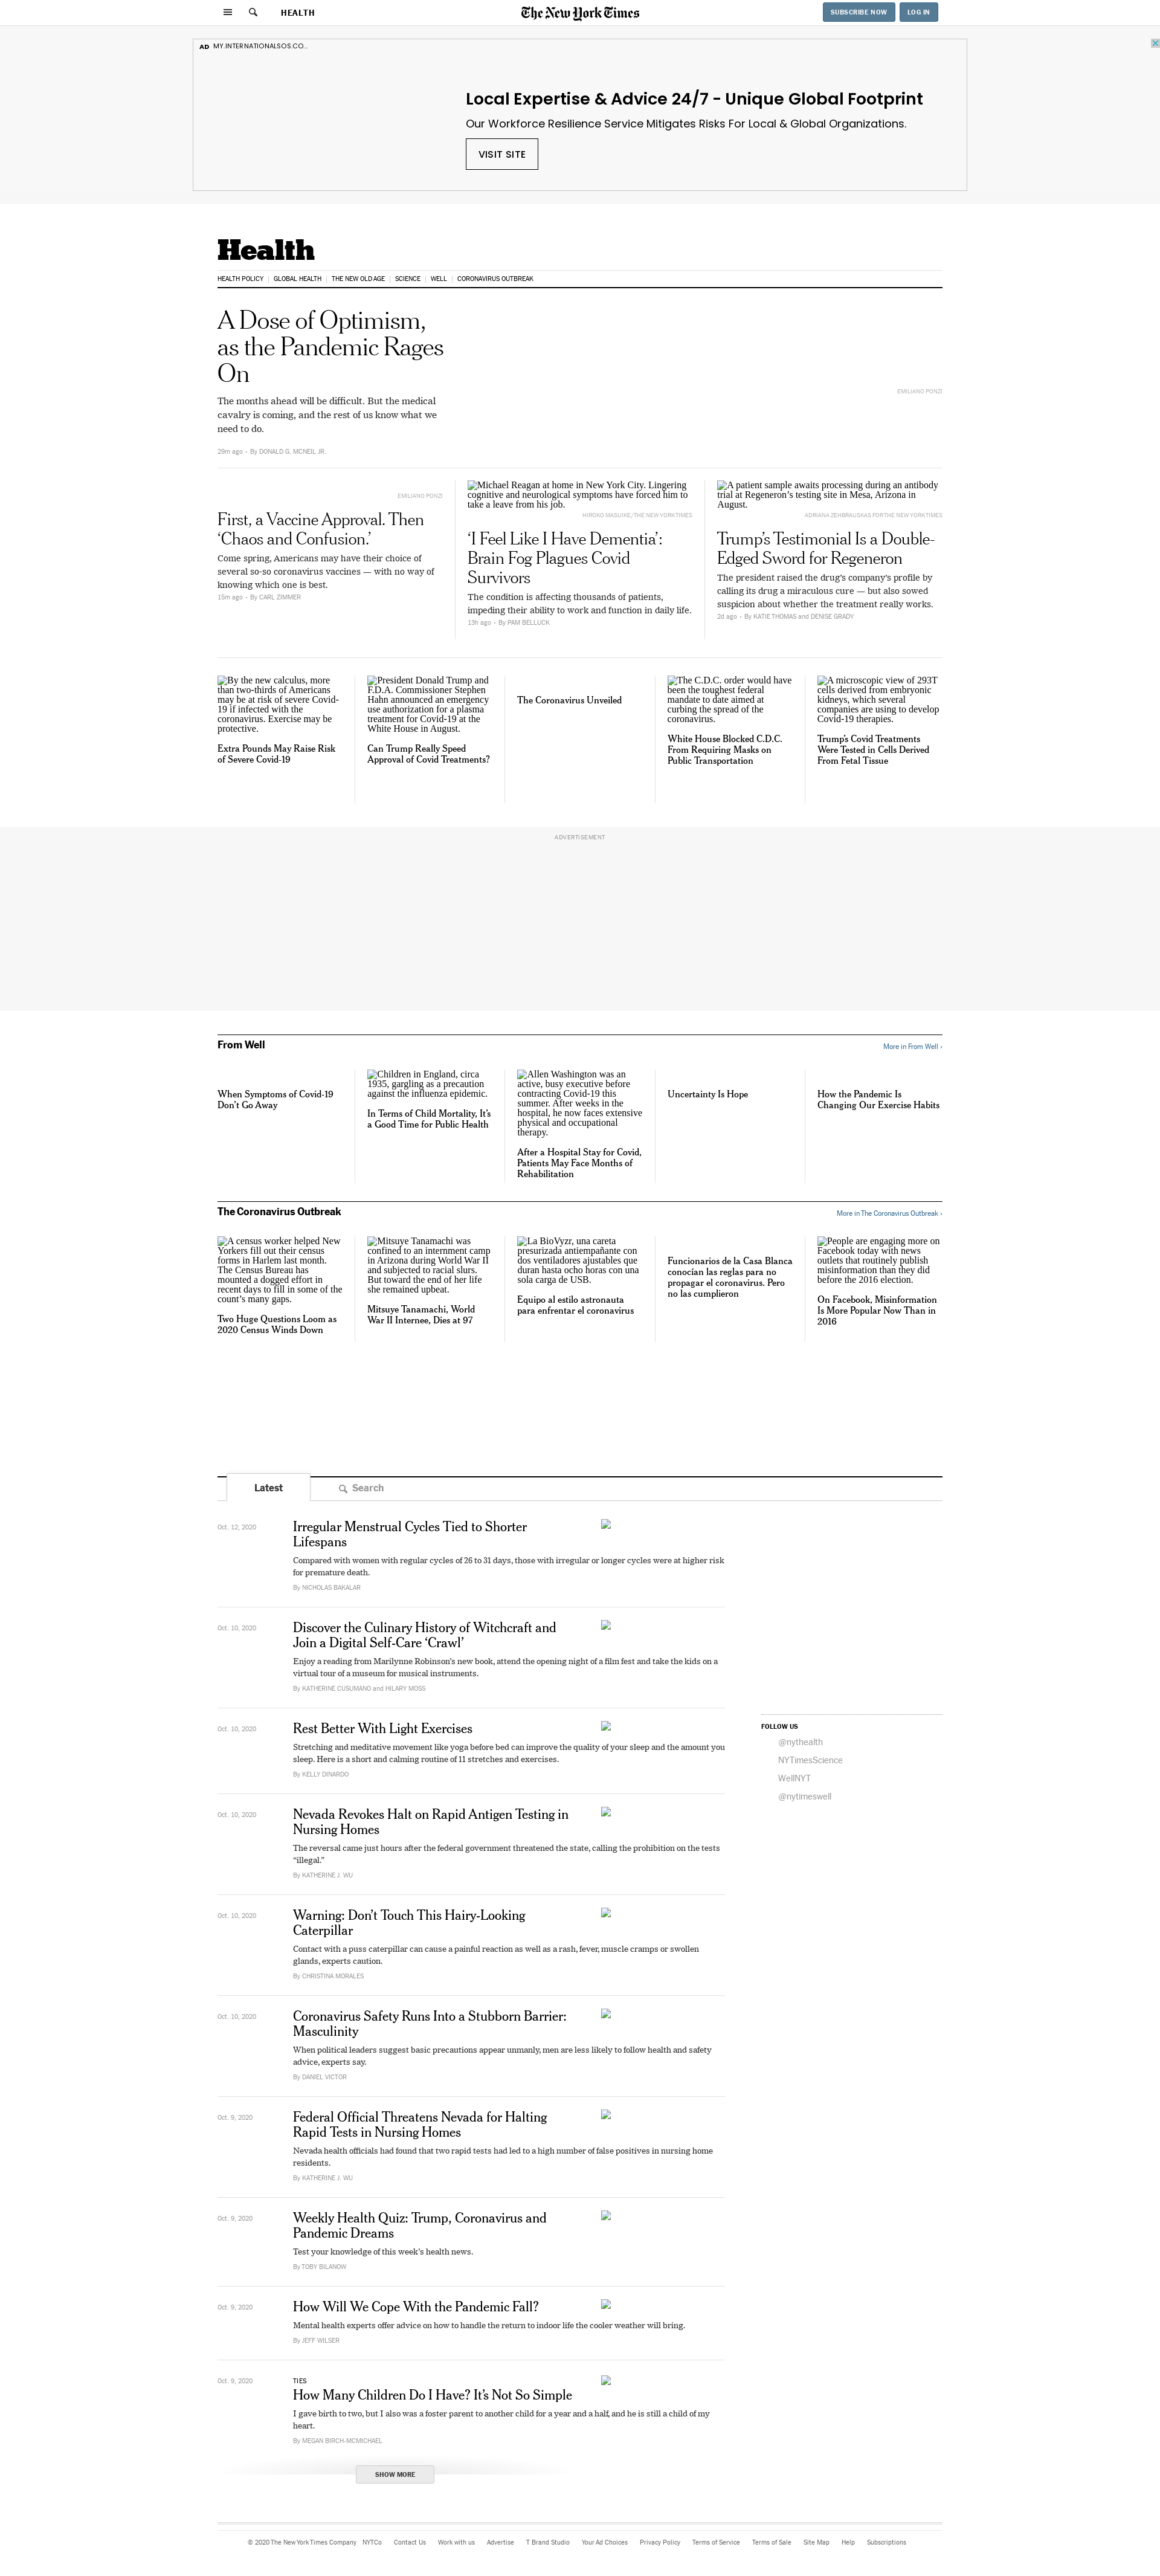 HEALTH
The New York Times
SUBSCRIBE NOW
LOG IN
AD MY.INTERNATIONALSOS.CO...
Local Expertise & Advice 24/7 - Unique Global Footprint
Our Workforce Resilience Service Mitigates Risks For Local & Global Organizations.
VISIT SITE
Health
HEALTH POLICY | GLOBAL HEALTH | THE NEW OLD AGE | SCIENCE | WELL | CORONAVIRUS OUTBREAK
A Dose of Optimism,
as the Pandemic Rages
On
The months ahead will be difficult. But the medical
cavalry is coming, and the rest of us know what we
need to do.
29m ago • By DONALD G. MCNEIL JR.
EMILIANO PONZI
EMILIANO PONZI
First, a Vaccine Approval. Then
‘Chaos and Confusion.’
Come spring, Americans may have their choice of
several so-so coronavirus vaccines — with no way of
knowing which one is best.
15m ago • By CARL ZIMMER
Michael Reagan at home in New York City. Lingering
cognitive and neurological symptoms have forced him to
take a leave from his job.
HIROKO MASUIKE/THE NEW YORK TIMES
‘I Feel Like I Have Dementia’:
Brain Fog Plagues Covid
Survivors
The condition is affecting thousands of patients,
impeding their ability to work and function in daily life.
13h ago • By PAM BELLUCK
A patient sample awaits processing during an antibody
trial at Regeneron’s testing site in Mesa, Arizona in
August.
ADRIANA ZEHBRAUSKAS FOR THE NEW YORK TIMES
Trump’s Testimonial Is a Double-
Edged Sword for Regeneron
The president raised the drug’s company’s profile by
calling its drug a miraculous cure — but also sowed
suspicion about whether the treatment really works.
2d ago • By KATIE THOMAS and DENISE GRADY
By the new calculus, more
than two-thirds of Americans
may be at risk of severe Covid-
19 if infected with the
coronavirus. Exercise may be
protective.
Extra Pounds May Raise Risk
of Severe Covid-19
President Donald Trump and
F.D.A. Commissioner Stephen
Hahn announced an emergency
use authorization for a plasma
treatment for Covid-19 at the
White House in August.
Can Trump Really Speed
Approval of Covid Treatments?
The Coronavirus Unveiled
The C.D.C. order would have
been the toughest federal
mandate to date aimed at
curbing the spread of the
coronavirus.
White House Blocked C.D.C.
From Requiring Masks on
Public Transportation
A microscopic view of 293T
cells derived from embryonic
kidneys, which several
companies are using to develop
Covid-19 therapies.
Trump’s Covid Treatments
Were Tested in Cells Derived
From Fetal Tissue
ADVERTISEMENT
From Well
More in From Well ›
When Symptoms of Covid-19
Don’t Go Away
Children in England, circa
1935, gargling as a precaution
against the influenza epidemic.
In Terms of Child Mortality, It’s
a Good Time for Public Health
Allen Washington was an
active, busy executive before
contracting Covid-19 this
summer. After weeks in the
hospital, he now faces extensive
physical and occupational
therapy.
After a Hospital Stay for Covid,
Patients May Face Months of
Rehabilitation
Uncertainty Is Hope
How the Pandemic Is
Changing Our Exercise Habits
The Coronavirus Outbreak
More in The Coronavirus Outbreak ›
A census worker helped New
Yorkers fill out their census
forms in Harlem last month.
The Census Bureau has
mounted a dogged effort in
recent days to fill in some of the
count’s many gaps.
Two Huge Questions Loom as
2020 Census Winds Down
Mitsuye Tanamachi was
confined to an internment camp
in Arizona during World War II
and subjected to racial slurs.
But toward the end of her life
she remained upbeat.
Mitsuye Tanamachi, World
War II Internee, Dies at 97
La BioVyzr, una careta
presurizada antiempañante con
dos ventiladores ajustables que
duran hasta ocho horas con una
sola carga de USB.
Equipo al estilo astronauta
para enfrentar el coronavirus
Funcionarios de la Casa Blanca
conocían las reglas para no
propagar el coronavirus. Pero
no las cumplieron
People are engaging more on
Facebook today with news
outlets that routinely publish
misinformation than they did
before the 2016 election.
On Facebook, Misinformation
Is More Popular Now Than in
2016
Latest
Search
Oct. 12, 2020
Irregular Menstrual Cycles Tied to Shorter
Lifespans
Compared with women with regular cycles of 26 to 31 days, those with irregular or longer cycles were at higher risk
for premature death.
By NICHOLAS BAKALAR
Oct. 10, 2020
Discover the Culinary History of Witchcraft and
Join a Digital Self-Care ‘Crawl’
Enjoy a reading from Marilynne Robinson’s new book, attend the opening night of a film fest and take the kids on a
virtual tour of a museum for musical instruments.
By KATHERINE CUSUMANO and HILARY MOSS
Oct. 10, 2020
Rest Better With Light Exercises
Stretching and meditative movement like yoga before bed can improve the quality of your sleep and the amount you
sleep. Here is a short and calming routine of 11 stretches and exercises.
By KELLY DINARDO
FOLLOW US
@nythealth
NYTimesScience
WellNYT
@nytimeswell
Oct. 10, 2020
Nevada Revokes Halt on Rapid Antigen Testing in
Nursing Homes
The reversal came just hours after the federal government threatened the state, calling the prohibition on the tests
“illegal.”
By KATHERINE J. WU
Oct. 10, 2020
Warning: Don’t Touch This Hairy-Looking
Caterpillar
Contact with a puss caterpillar can cause a painful reaction as well as a rash, fever, muscle cramps or swollen
glands, experts caution.
By CHRISTINA MORALES
Oct. 10, 2020
Coronavirus Safety Runs Into a Stubborn Barrier:
Masculinity
When political leaders suggest basic precautions appear unmanly, men are less likely to follow health and safety
advice, experts say.
By DANIEL VICTOR
Oct. 9, 2020
Federal Official Threatens Nevada for Halting
Rapid Tests in Nursing Homes
Nevada health officials had found that two rapid tests had led to a high number of false positives in nursing home
residents.
By KATHERINE J. WU
Oct. 9, 2020
Weekly Health Quiz: Trump, Coronavirus and
Pandemic Dreams
Test your knowledge of this week’s health news.
By TOBY BILANOW
Oct. 9, 2020
How Will We Cope With the Pandemic Fall?
Mental health experts offer advice on how to handle the return to indoor life the cooler weather will bring.
By JEFF WILSER
Oct. 9, 2020
TIES
How Many Children Do I Have? It’s Not So Simple
I gave birth to two, but I also was a foster parent to another child for a year and a half, and he is still a child of my
heart.
By MEGAN BIRCH-MCMICHAEL
SHOW MORE
© 2020 The New York Times Company NYTCo Contact Us Work with us Advertise T Brand Studio Your Ad Choices Privacy Policy Terms of Service Terms of Sale Site Map Help Subscriptions